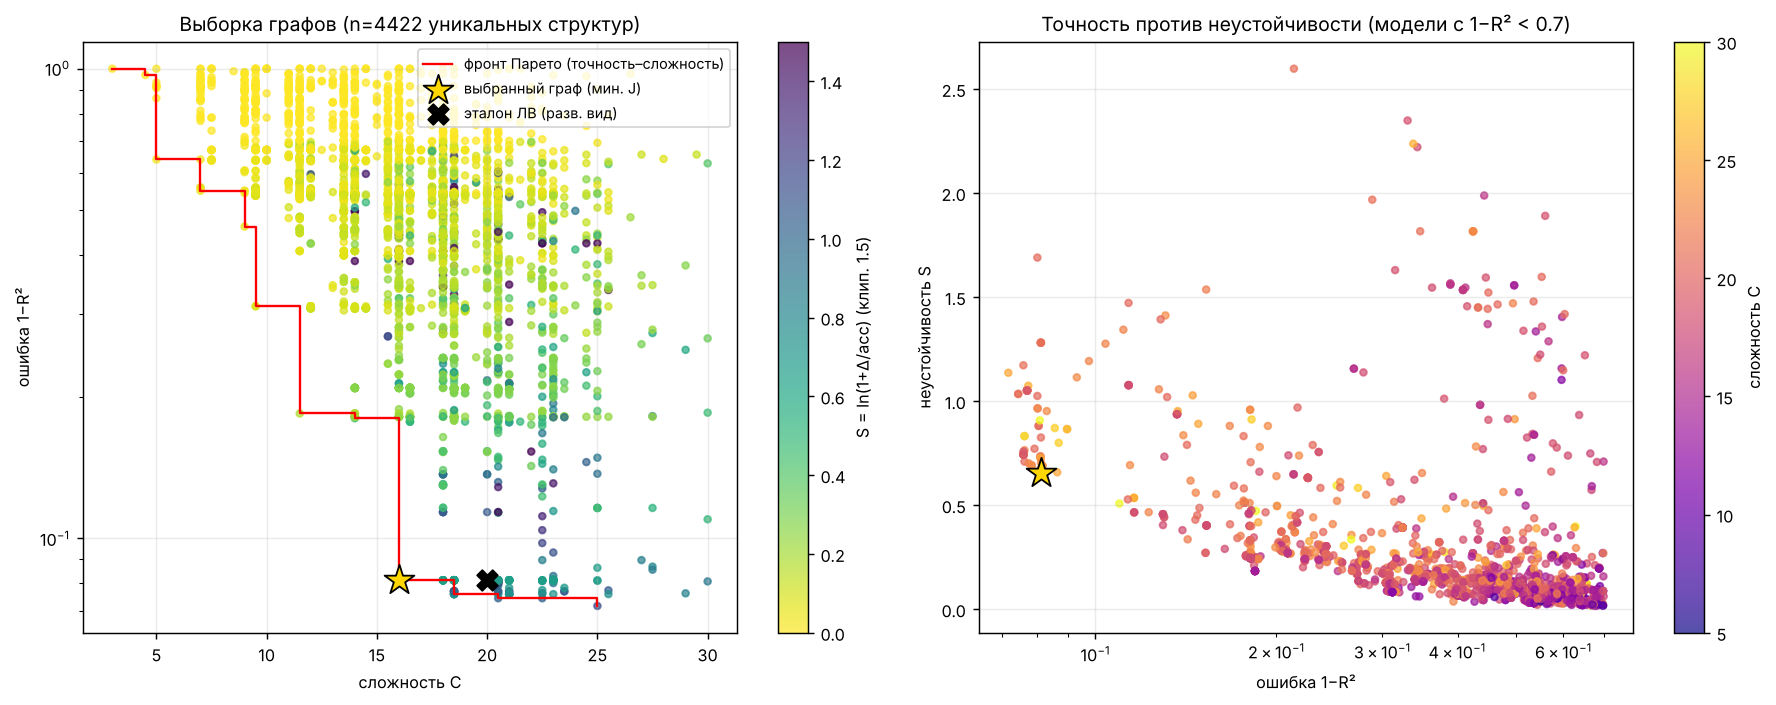 Выборка графов (n=4422 уникальных структур)
фронт Парето (точность–сложность)
выбранный граф (мин. J)
эталон ЛВ (разв. вид)
ошибка 1−R²
10⁰
10⁻¹
5
10
15
20
25
30
сложность C
1.4
1.2
1.0
0.8
0.6
0.4
0.2
0.0
S = ln(1+Δ/acc) (клип. 1.5)
Точность против неустойчивости (модели с 1−R² < 0.7)
неустойчивость S
2.5
2.0
1.5
1.0
0.5
0.0
10⁻¹
2 × 10⁻¹
3 × 10⁻¹
4 × 10⁻¹
6 × 10⁻¹
ошибка 1−R²
30
25
20
15
10
5
сложность C